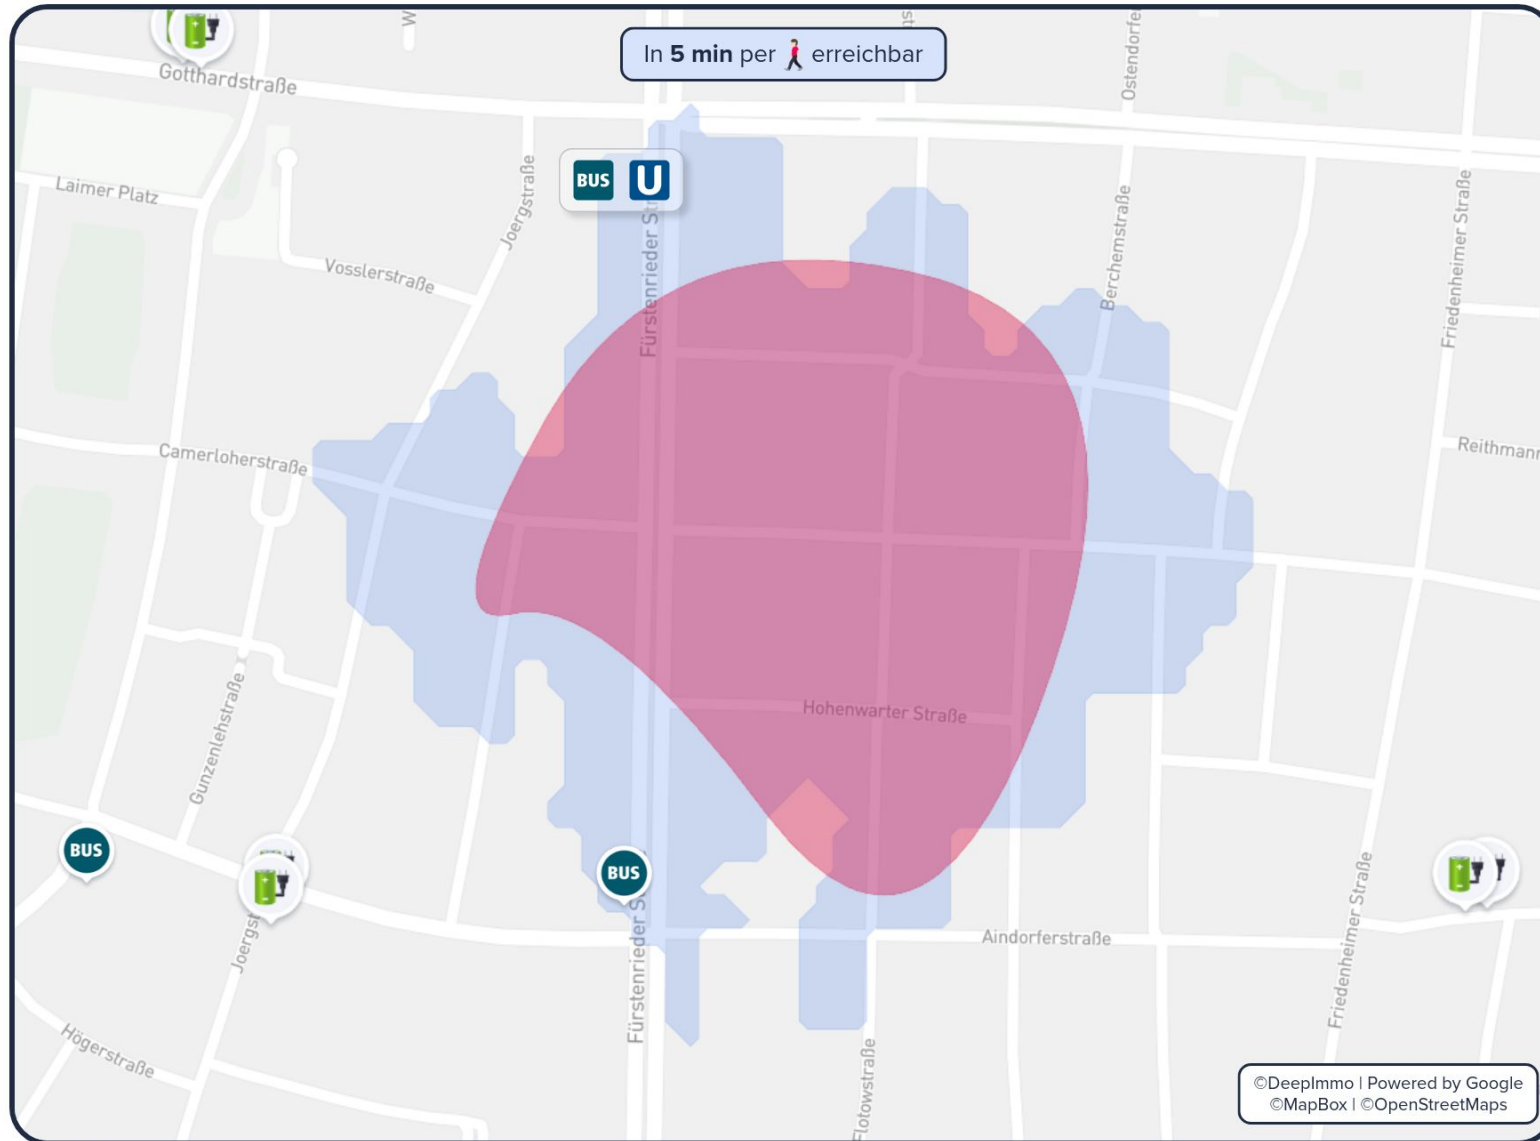 In 5 min per erreichbar
Gotthardstraße
W
Ostendorfe
Laimer Platz
BUS U
Joergstraße
Vosslerstraße
Fürstenrieder Str
Berchemstraße
Friedenheimer Straße
Camerloherstraße
Reithmann
Gunzenlehstraße
Hohenwarter Straße
BUS
BUS
Joergst
Fürstenrieder S
Aindorferstraße
Friedenheimer Straße
Högerstraße
Flotowstraße
©DeepImmo | Powered by Google
©MapBox | ©OpenStreetMaps